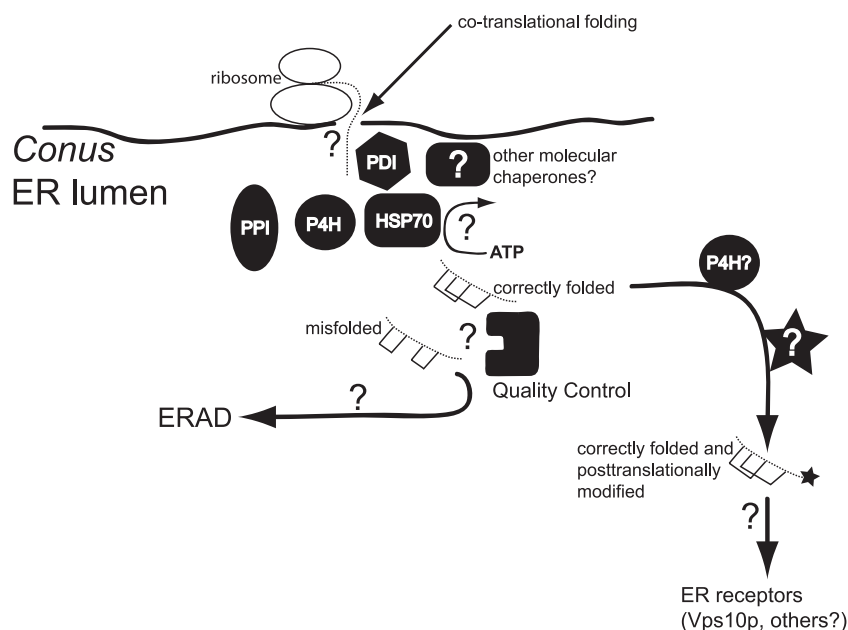 co-translational folding
ribosome
?
Conus
ER lumen
PDI
?
other molecular
chaperones?
PPI
P4H
HSP70
?
ATP
P4H?
correctly folded
misfolded
?
?
Quality Control
?
ERAD
correctly folded and
posttranslationally
modified
?
ER receptors
(Vps10p, others?)